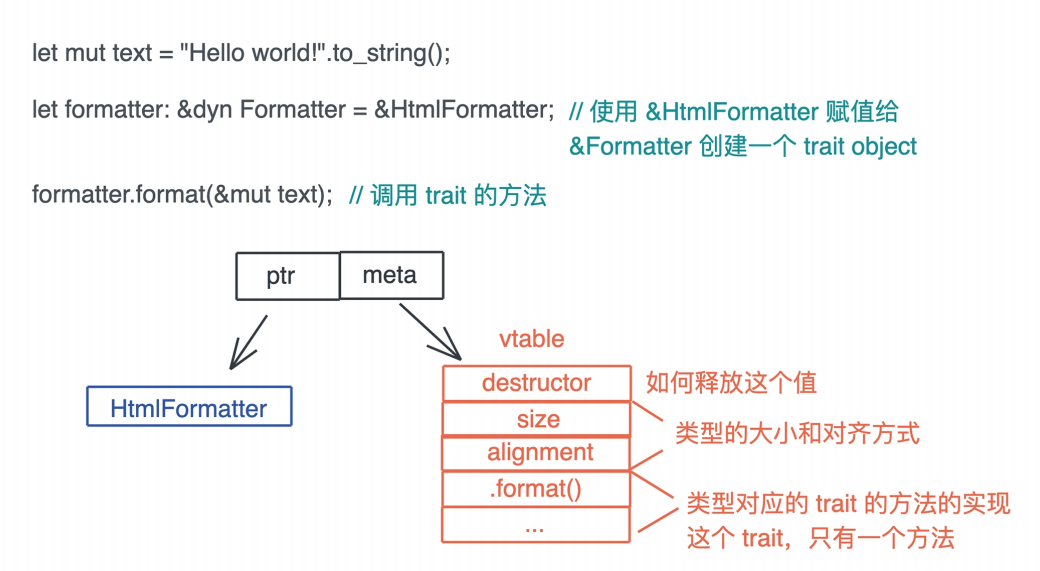 let mut text = "Hello world!".to_string();
let formatter: &dyn Formatter = &HtmlFormatter; // 使用 &HtmlFormatter 赋值给
&Formatter 创建一个 trait object
formatter.format(&mut text); // 调用 trait 的方法
ptr meta
vtable
destructor 如何释放这个值
HtmlFormatter
size
类型的大小和对齐方式
alignment
.format()
类型对应的 trait 的方法的实现
这个 trait，只有一个方法
...